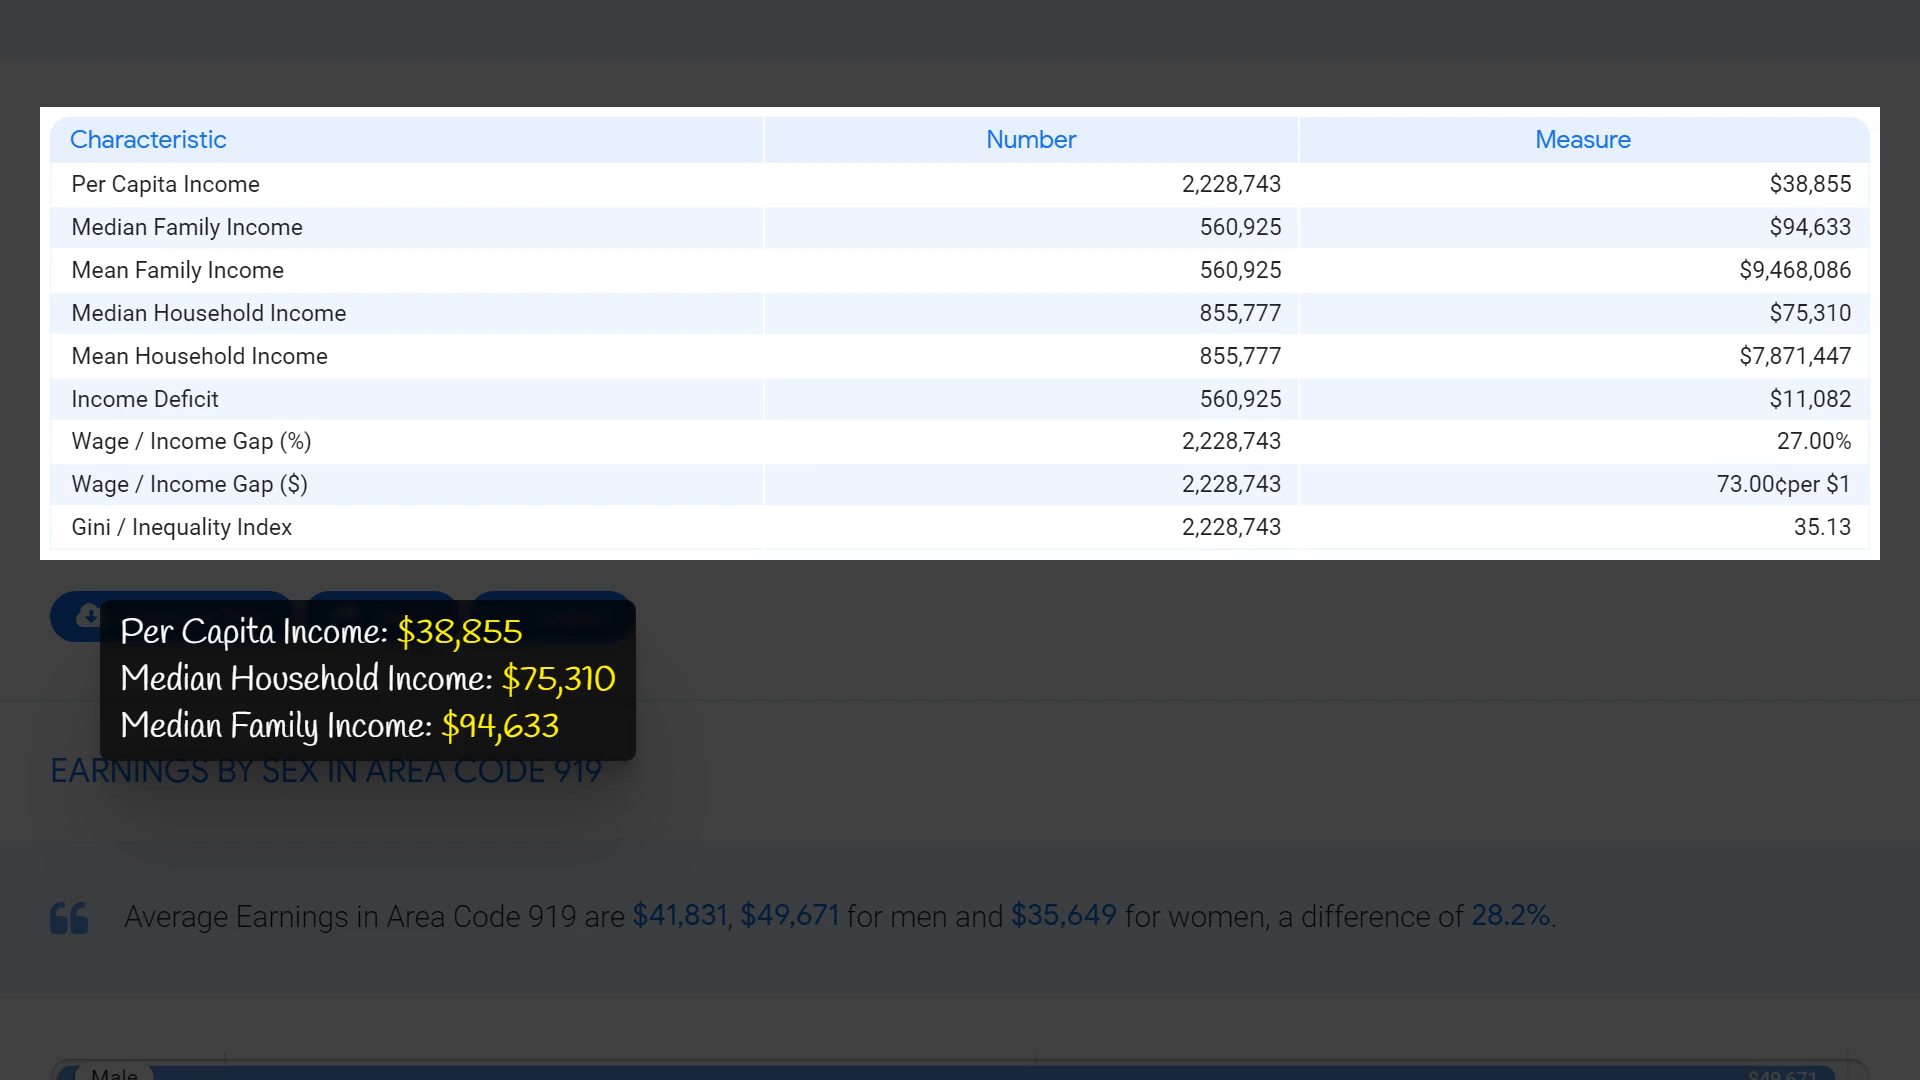 Characteristic Number Measure
Per Capita Income 2,228,743 $38,855
Median Family Income 560,925 $94,633
Mean Family Income 560,925 $9,468,086
Median Household Income 855,777 $75,310
Mean Household Income 855,777 $7,871,447
Income Deficit 560,925 $11,082
Wage / Income Gap (%) 2,228,743 27.00%
Wage / Income Gap ($) 2,228,743 73.00¢per $1
Gini / Inequality Index 2,228,743 35.13
Per Capita Income: $38,855
Median Household Income: $75,310
Median Family Income: $94,633
EARNINGS BY SEX IN AREA CODE 919
Average Earnings in Area Code 919 are $41,831, $49,671 for men and $35,649 for women, a difference of 28.2%.
Male $49,671